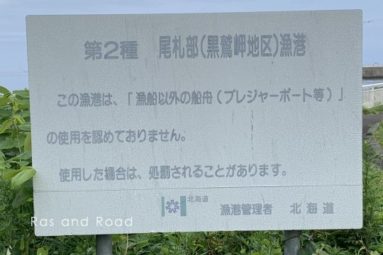 第2種　尾札部(黒鷲岬地区)漁港
この漁港は、「漁船以外の船舟（プレジャーボート等）」
の使用を認めておりません。
使用した場合は、処罰されることがあります。
北海道
漁港管理者　北海道
Ras and Road